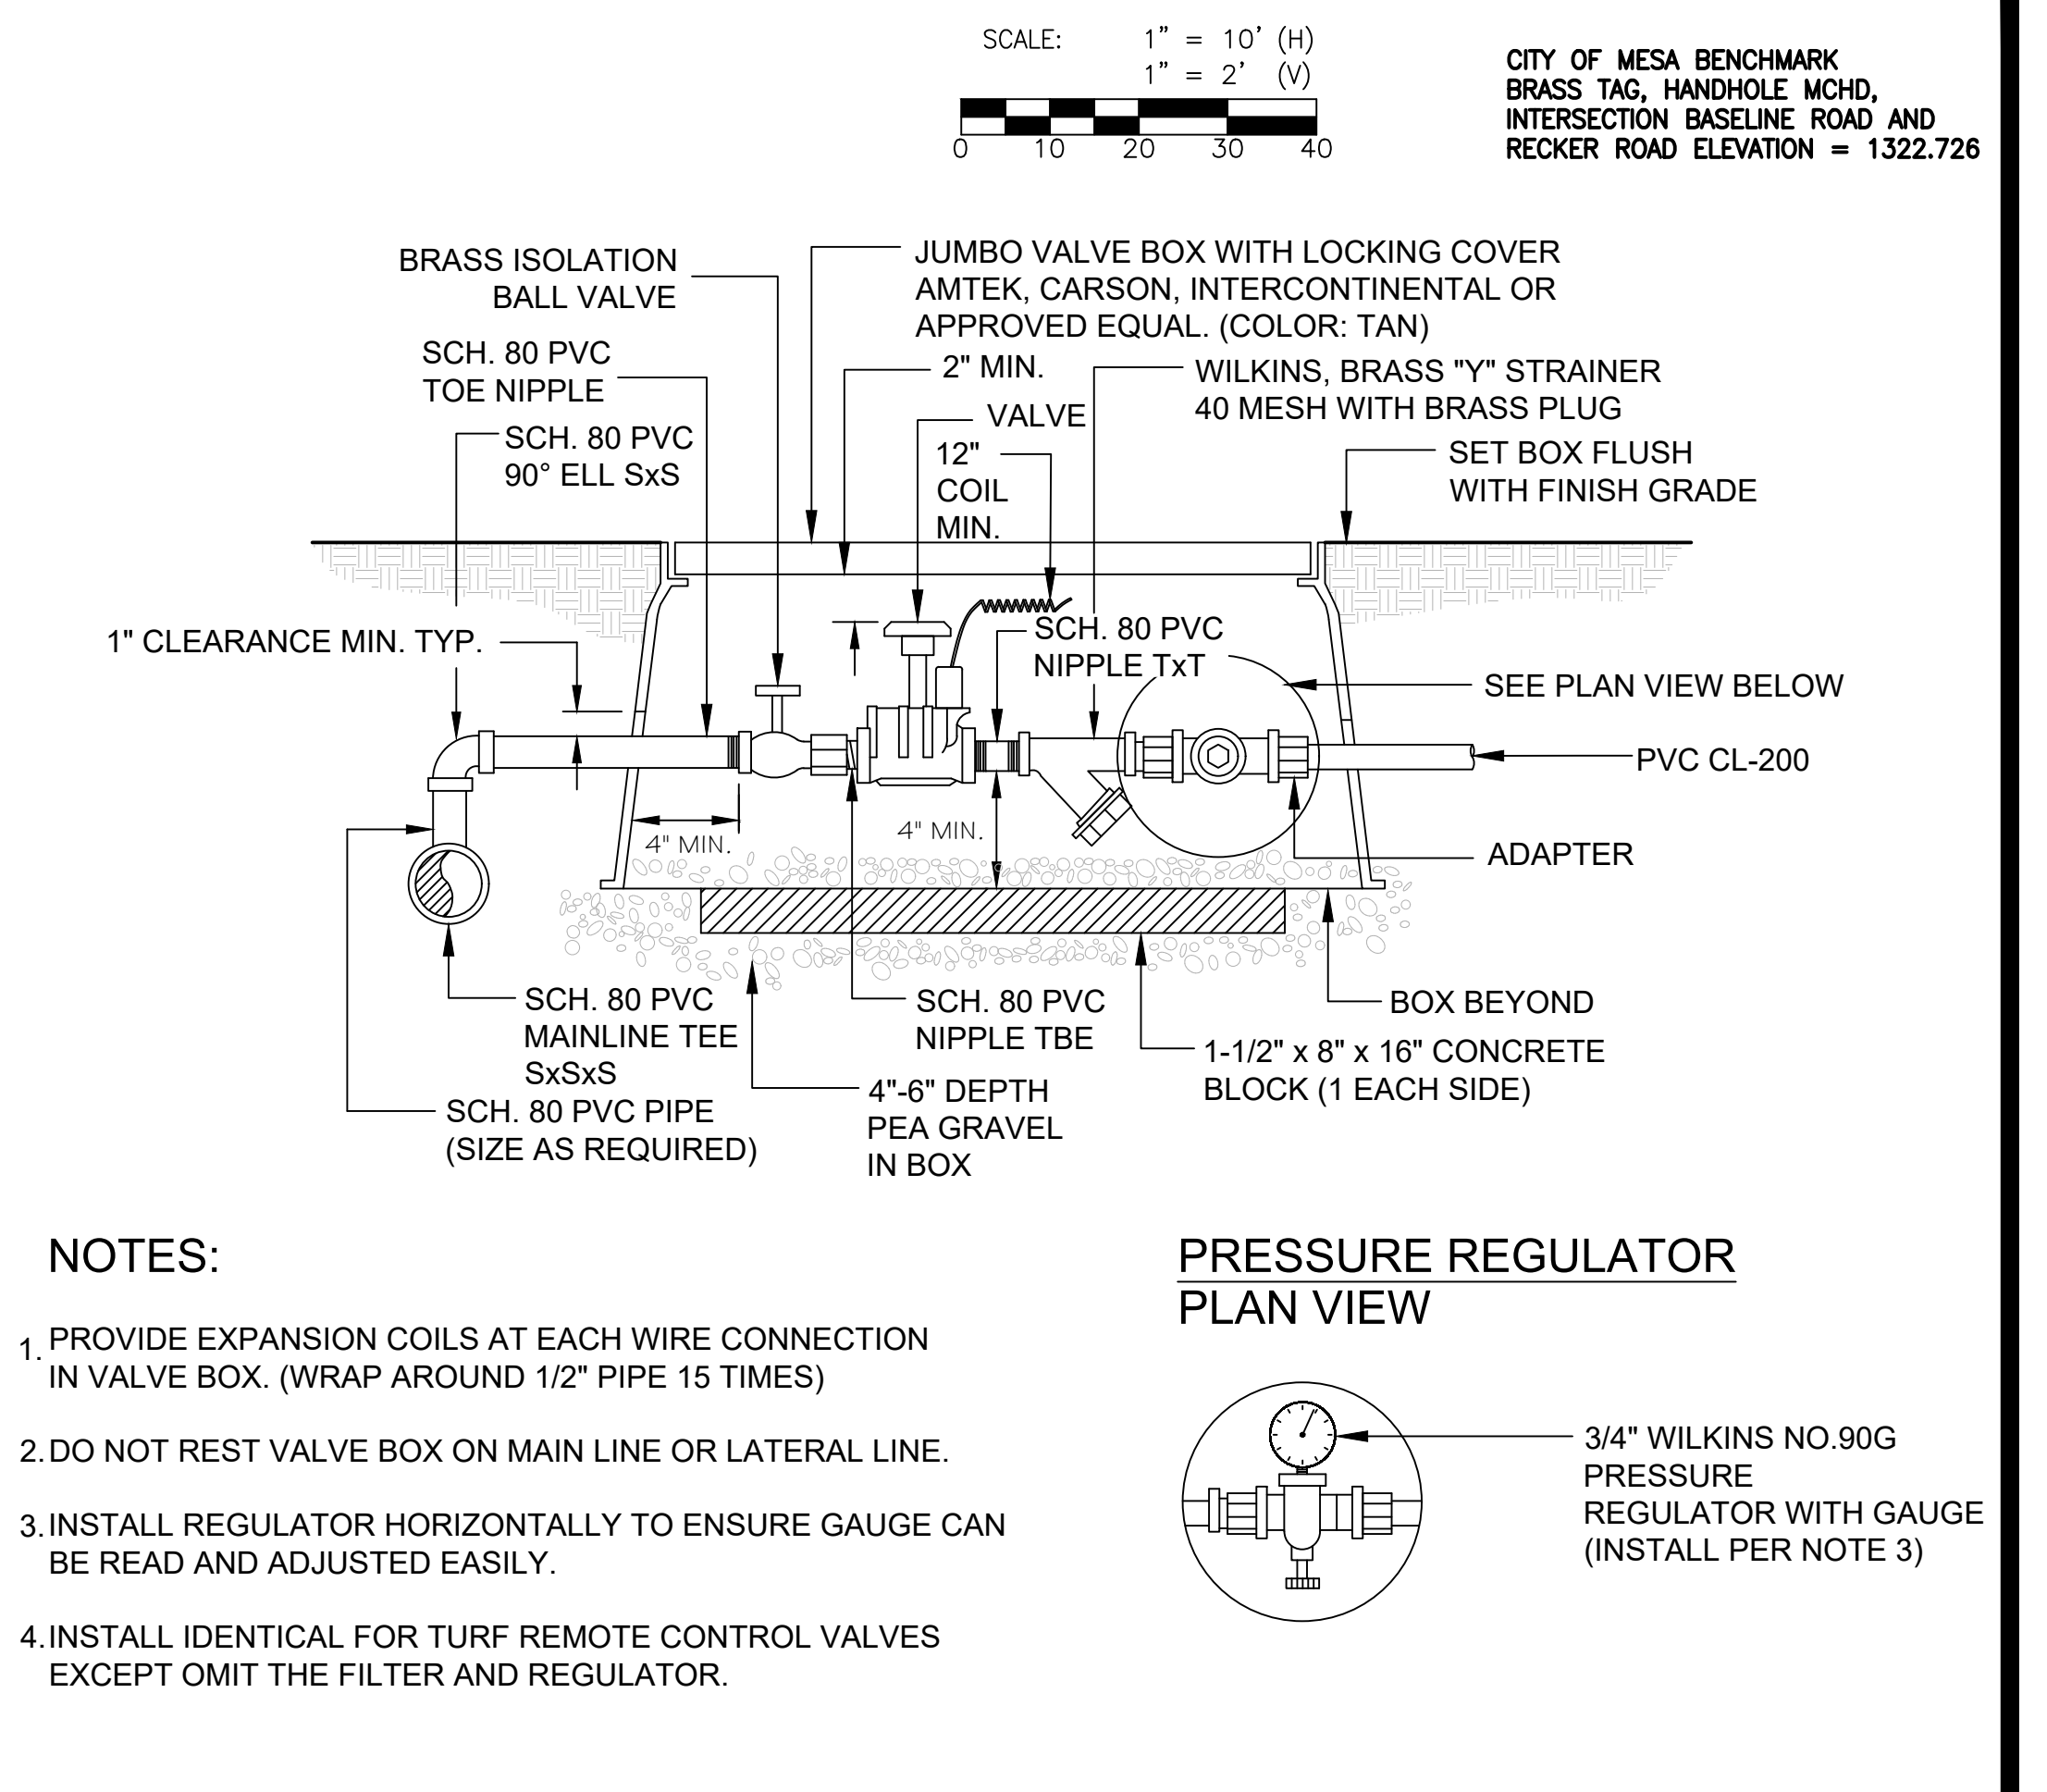 SCALE: 1" = 10' (H)
1" = 2' (V)
0 10 20 30 40
CITY OF MESA BENCHMARK
BRASS TAG, HANDHOLE MCHD,
INTERSECTION BASELINE ROAD AND
RECKER ROAD ELEVATION = 1322.726
BRASS ISOLATION
BALL VALVE
JUMBO VALVE BOX WITH LOCKING COVER
AMTEK, CARSON, INTERCONTINENTAL OR
APPROVED EQUAL. (COLOR: TAN)
SCH. 80 PVC
TOE NIPPLE
2" MIN.
WILKINS, BRASS "Y" STRAINER
40 MESH WITH BRASS PLUG
VALVE
SCH. 80 PVC
90° ELL SxS
12"
COIL
MIN.
SET BOX FLUSH
WITH FINISH GRADE
1" CLEARANCE MIN. TYP.
SCH. 80 PVC
NIPPLE TxT
SEE PLAN VIEW BELOW
PVC CL-200
4" MIN.
4" MIN.
ADAPTER
SCH. 80 PVC
MAINLINE TEE
SxSxS
SCH. 80 PVC PIPE
(SIZE AS REQUIRED)
SCH. 80 PVC
NIPPLE TBE
4"-6" DEPTH
PEA GRAVEL
IN BOX
BOX BEYOND
1-1/2" x 8" x 16" CONCRETE
BLOCK (1 EACH SIDE)
NOTES:
1. PROVIDE EXPANSION COILS AT EACH WIRE CONNECTION
IN VALVE BOX. (WRAP AROUND 1/2" PIPE 15 TIMES)
2. DO NOT REST VALVE BOX ON MAIN LINE OR LATERAL LINE.
3. INSTALL REGULATOR HORIZONTALLY TO ENSURE GAUGE CAN
BE READ AND ADJUSTED EASILY.
4. INSTALL IDENTICAL FOR TURF REMOTE CONTROL VALVES
EXCEPT OMIT THE FILTER AND REGULATOR.
PRESSURE REGULATOR
PLAN VIEW
3/4" WILKINS NO.90G
PRESSURE
REGULATOR WITH GAUGE
(INSTALL PER NOTE 3)